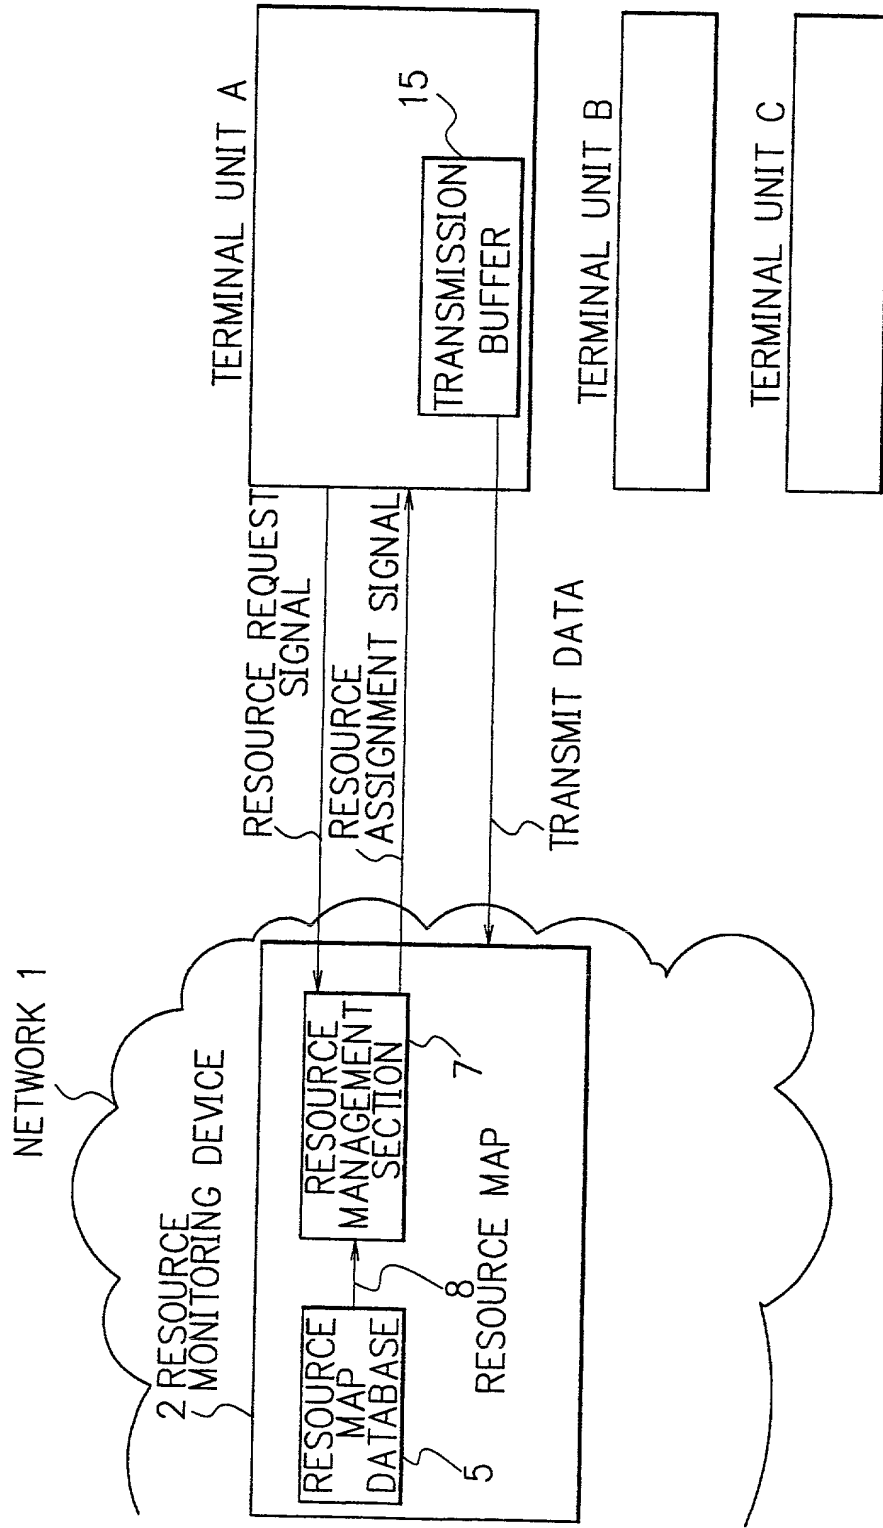 NETWORK 1
2 RESOURCE
MONITORING DEVICE
RESOURCE
MAP
DATABASE
5
8
RESOURCE MAP
RESOURCE
MANAGEMENT
SECTION
7
RESOURCE REQUEST
SIGNAL
RESOURCE
ASSIGNMENT SIGNAL
TRANSMIT DATA
TERMINAL UNIT A
TRANSMISSION
BUFFER
15
TERMINAL UNIT B
TERMINAL UNIT C